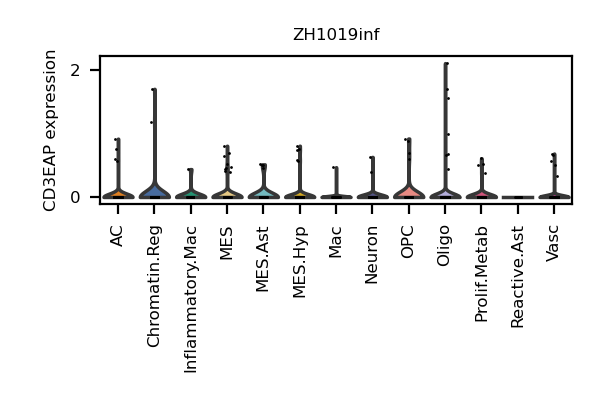 ZH1019inf
CD3EAP expression
2
0
AC
Chromatin.Reg
Inflammatory.Mac
MES
MES.Ast
MES.Hyp
Mac
Neuron
OPC
Oligo
Prolif.Metab
Reactive.Ast
Vasc